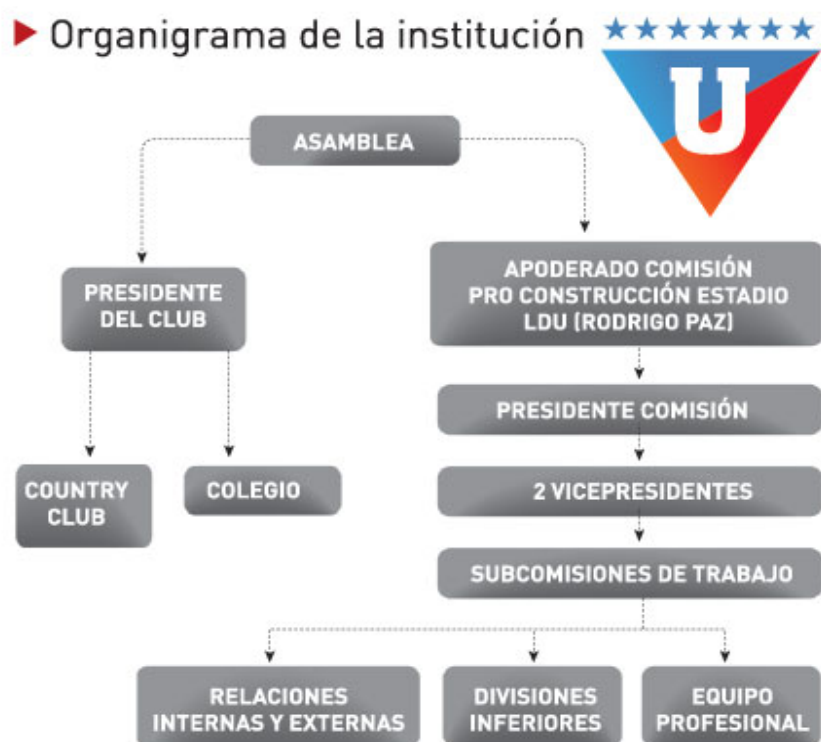 Organigrama de la institución
U
ASAMBLEA
PRESIDENTE
DEL CLUB
APODERADO COMISIÓN
PRO CONSTRUCCIÓN ESTADIO
LDU (RODRIGO PAZ)
PRESIDENTE COMISIÓN
COUNTRY
CLUB
COLEGIO
2 VICEPRESIDENTES
SUBCOMISIONES DE TRABAJO
RELACIONES
INTERNAS Y EXTERNAS
DIVISIONES
INFERIORES
EQUIPO
PROFESIONAL